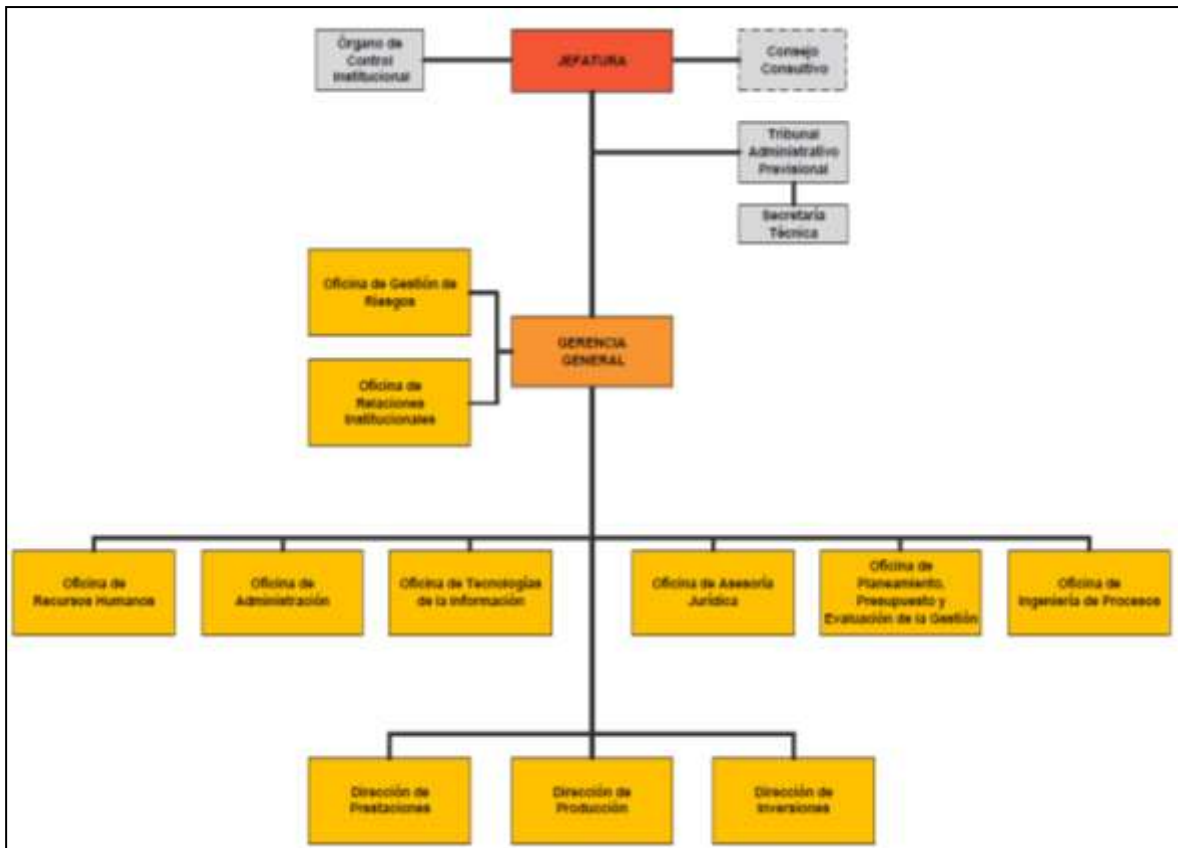 Órgano de
Control
Institucional
JEFATURA
Consejo
Consultivo
Tribunal
Administrativo
Previsional
Secretaría
Técnica
Oficina de Gestión de
Riesgos
GERENCIA
GENERAL
Oficina de
Relaciones
Institucionales
Oficina de
Recursos Humanos
Oficina de
Administración
Oficina de Tecnologías
de la Información
Oficina de Asesoría
Jurídica
Oficina de
Planeamiento,
Presupuesto y
Evaluación de la Gestión
Oficina de
Ingeniería de Procesos
Dirección de
Prestaciones
Dirección de
Producción
Dirección de
Inversiones